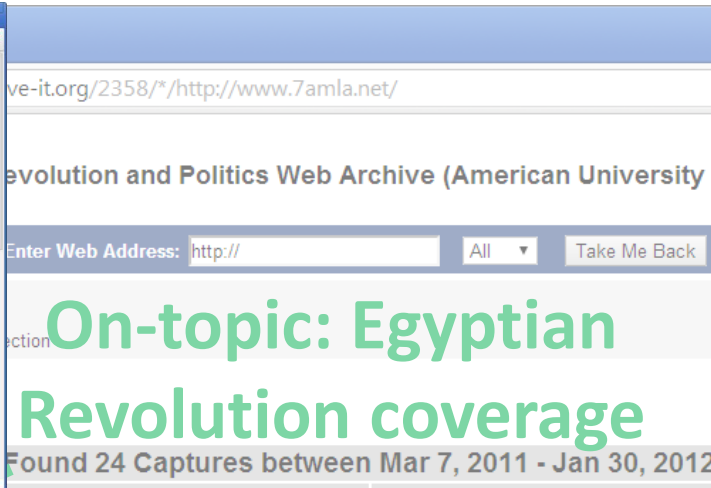 ve-it.org/2358/*/http://www.7amla.net/
evolution and Politics Web Archive (American University
Enter Web Address: http:// All Take Me Back
ection
On-topic: Egyptian
Revolution coverage
Found 24 Captures between Mar 7, 2011 - Jan 30, 2012